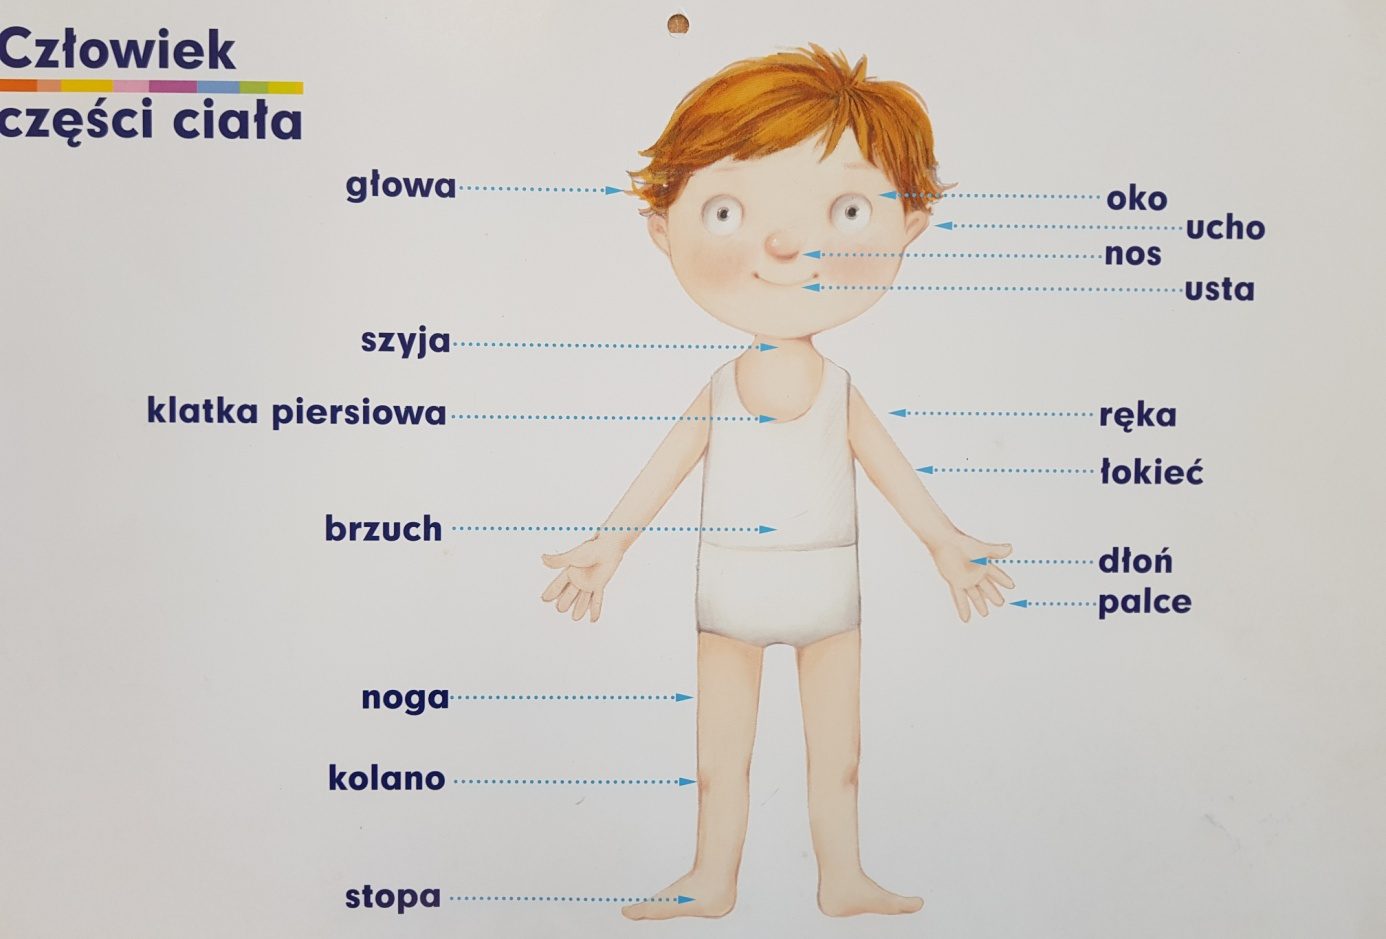 Człowiek
części ciała
głowa
oko
ucho
nos
usta
szyja
klatka piersiowa
ręka
łokieć
brzuch
dłoń
palce
noga
kolano
stopa